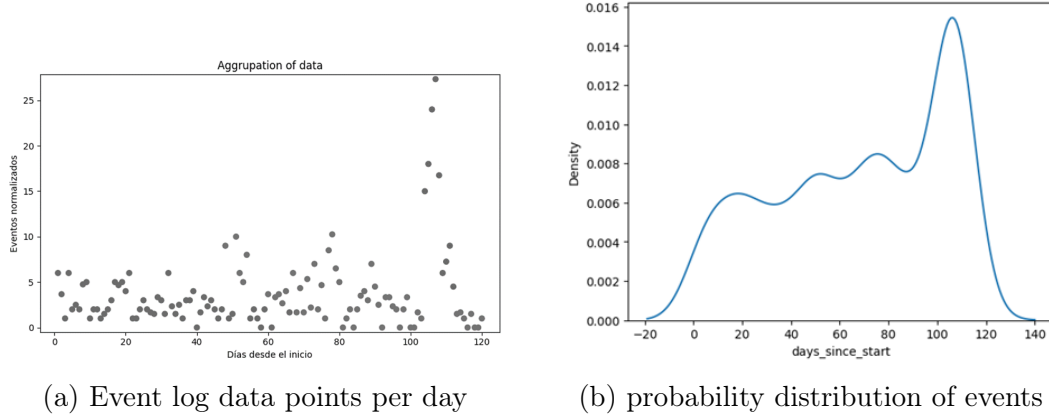 Aggrupation of data
Eventos normalizados
25
20
15
10
5
0
0 20 40 60 80 100 120
Días desde el inicio
(a) Event log data points per day
0.016
0.014
0.012
0.010
0.008
0.006
0.004
0.002
0.000
Density
−20 0 20 40 60 80 100 120 140
days_since_start
(b) probability distribution of events